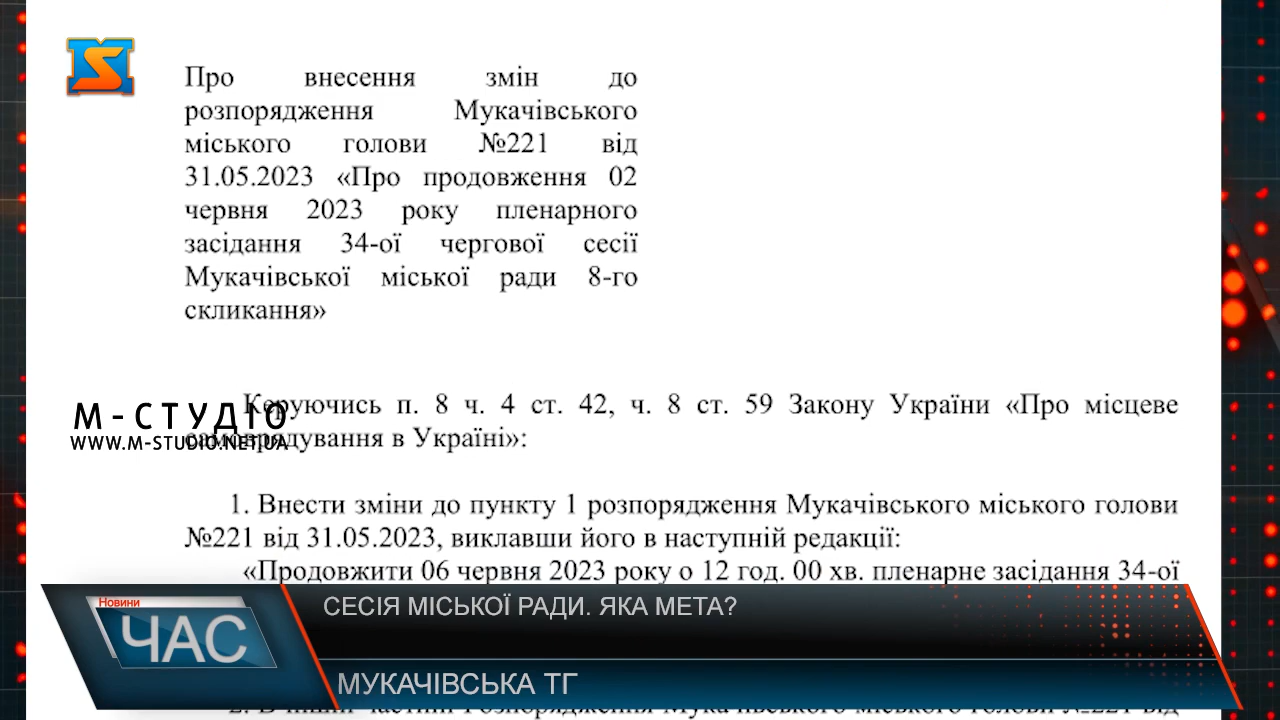 Про внесення змін до
розпорядження Мукачівського
міського голови №221 від
31.05.2023 «Про продовження 02
червня 2023 року пленарного
засідання 34-ої чергової сесії
Мукачівської міської ради 8-го
скликання»
Керуючись п. 8 ч. 4 ст. 42, ч. 8 ст. 59 Закону України «Про місцеве
самоврядування в Україні»:
М-СТУДІО
WWW.M-STUDIO.NET.UA
1. Внести зміни до пункту 1 розпорядження Мукачівського міського голови
№221 від 31.05.2023, виклавши його в наступній редакції:
«Продовжити 06 червня 2023 року о 12 год. 00 хв. пленарне засідання 34-ої
Новини
ЧАС
СЕСІЯ МІСЬКОЇ РАДИ. ЯКА МЕТА?
МУКАЧІВСЬКА ТГ